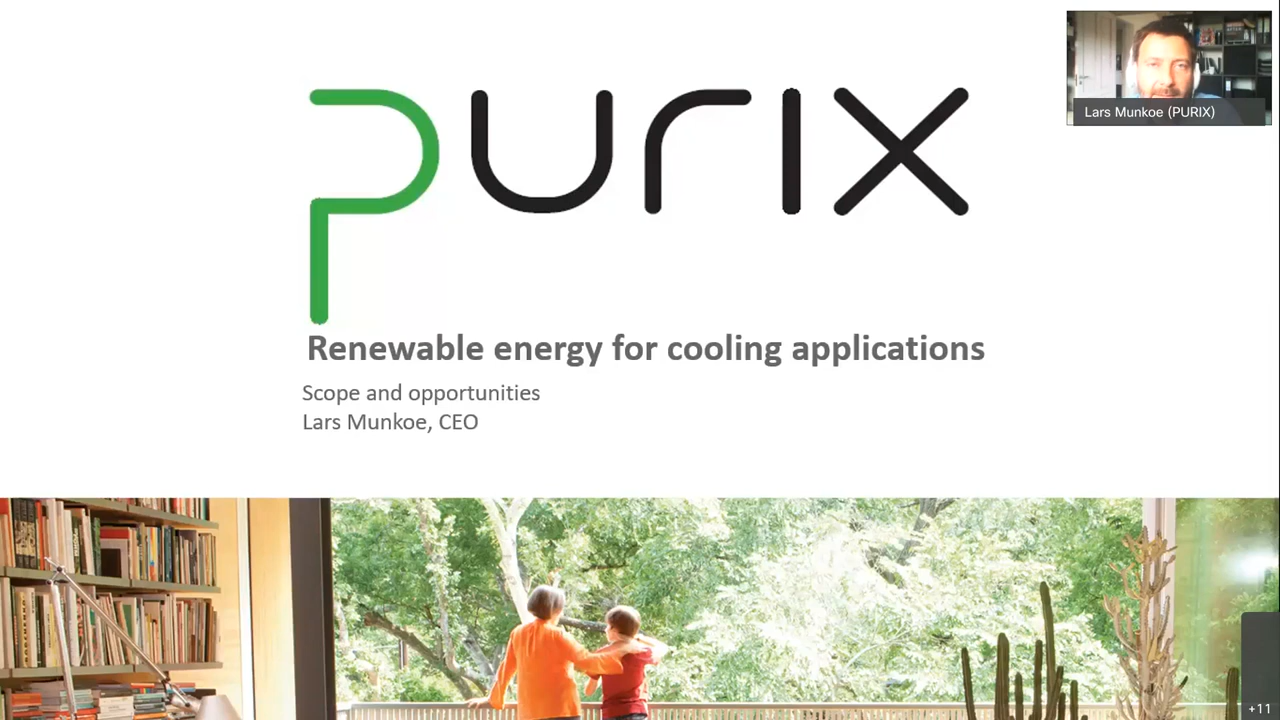 purix
Lars Munkoe (PURIX)
Renewable energy for cooling applications
Scope and opportunities
Lars Munkoe, CEO
+11